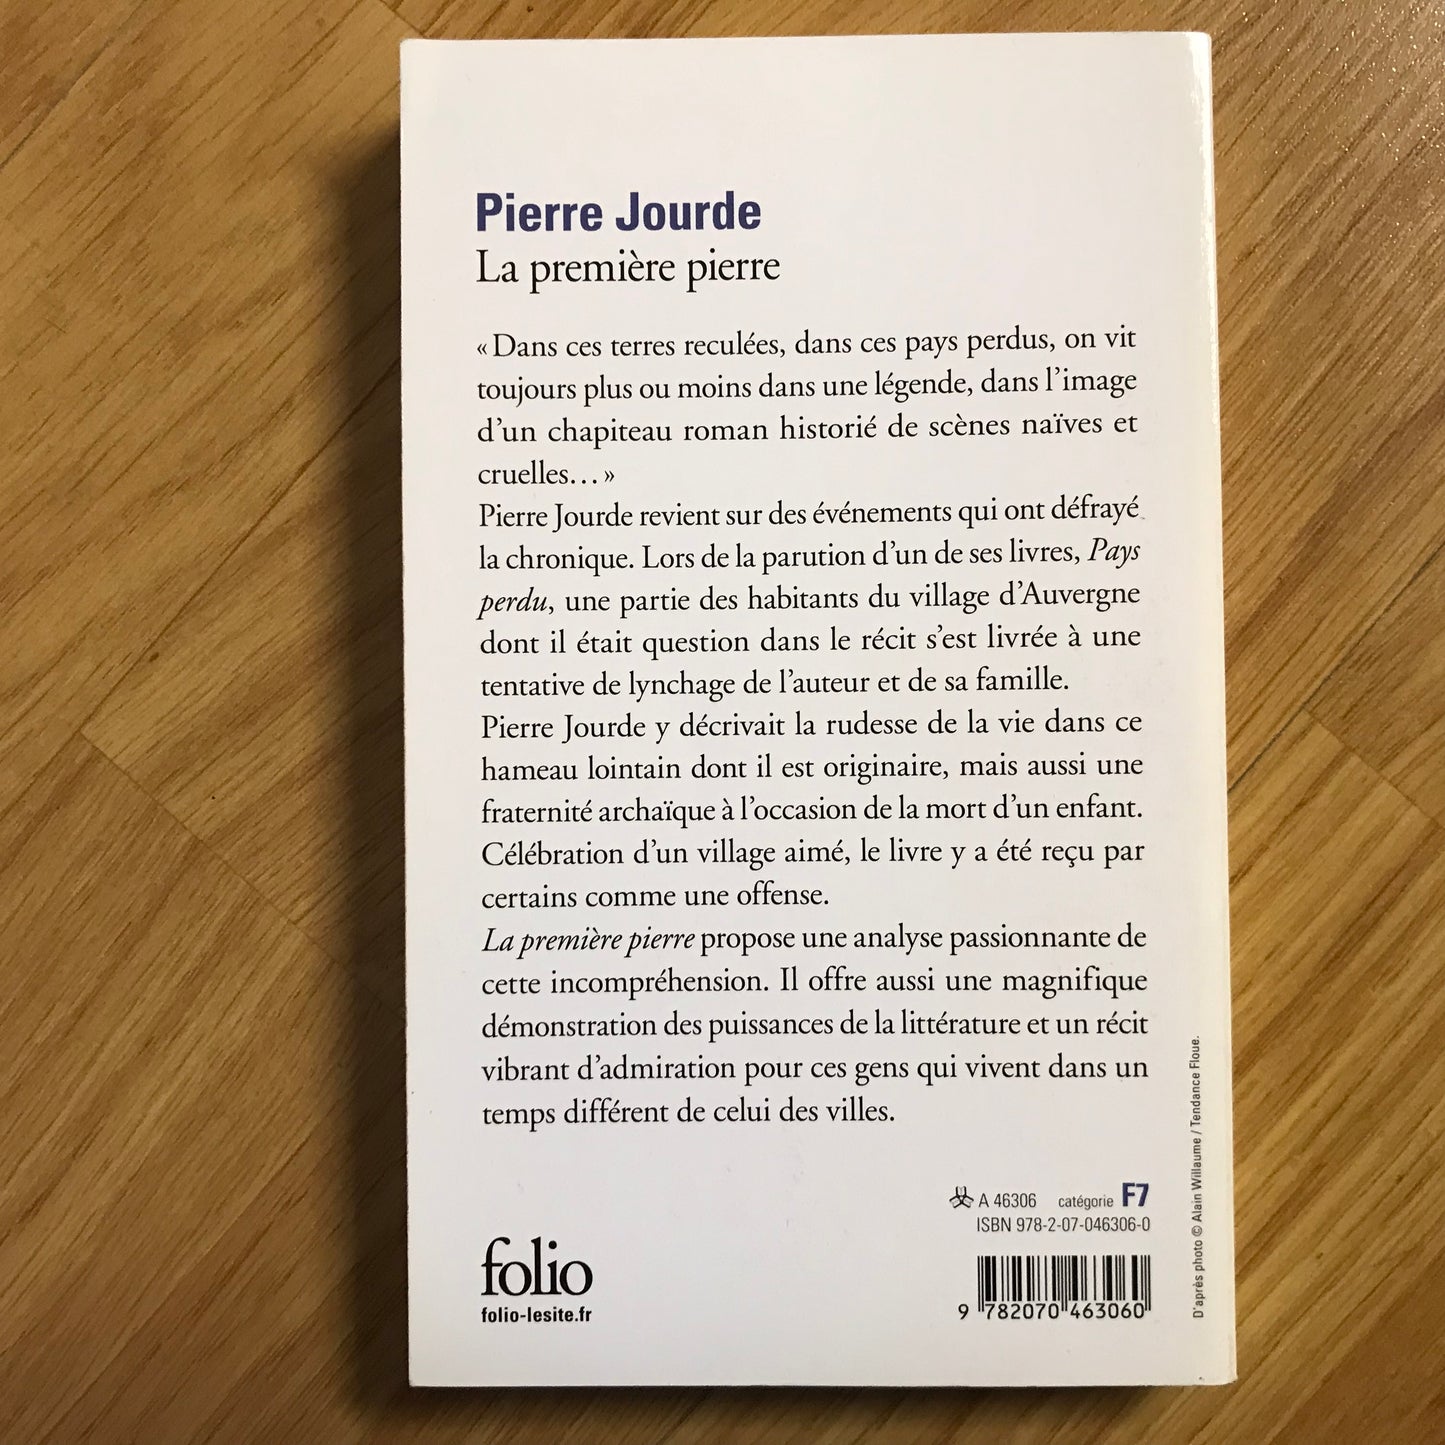 Pierre Jourde
La première pierre
« Dans ces terres reculées, dans ces pays perdus, on vit
toujours plus ou moins dans une légende, dans l'image
d'un chapiteau roman historié de scènes naïves et
cruelles... »
Pierre Jourde revient sur des événements qui ont défrayé
la chronique. Lors de la parution d'un de ses livres, Pays
perdu, une partie des habitants du village d'Auvergne
dont il était question dans le récit s'est livrée à une
tentative de lynchage de l'auteur et de sa famille.
Pierre Jourde y décrivait la rudesse de la vie dans ce
hameau lointain dont il est originaire, mais aussi une
fraternité archaïque à l'occasion de la mort d'un enfant.
Célébration d'un village aimé, le livre y a été reçu par
certains comme une offense.
La première pierre propose une analyse passionnante de
cette incompréhension. Il offre aussi une magnifique
démonstration des puissances de la littérature et un récit
vibrant d'admiration pour ces gens qui vivent dans un
temps différent de celui des villes.
A 46306 catégorie F7
ISBN 978-2-07-046306-0
folio
folio-lesite.fr
9 782070 463060
D'après photo © Alain Willaume / Tendance Floue.